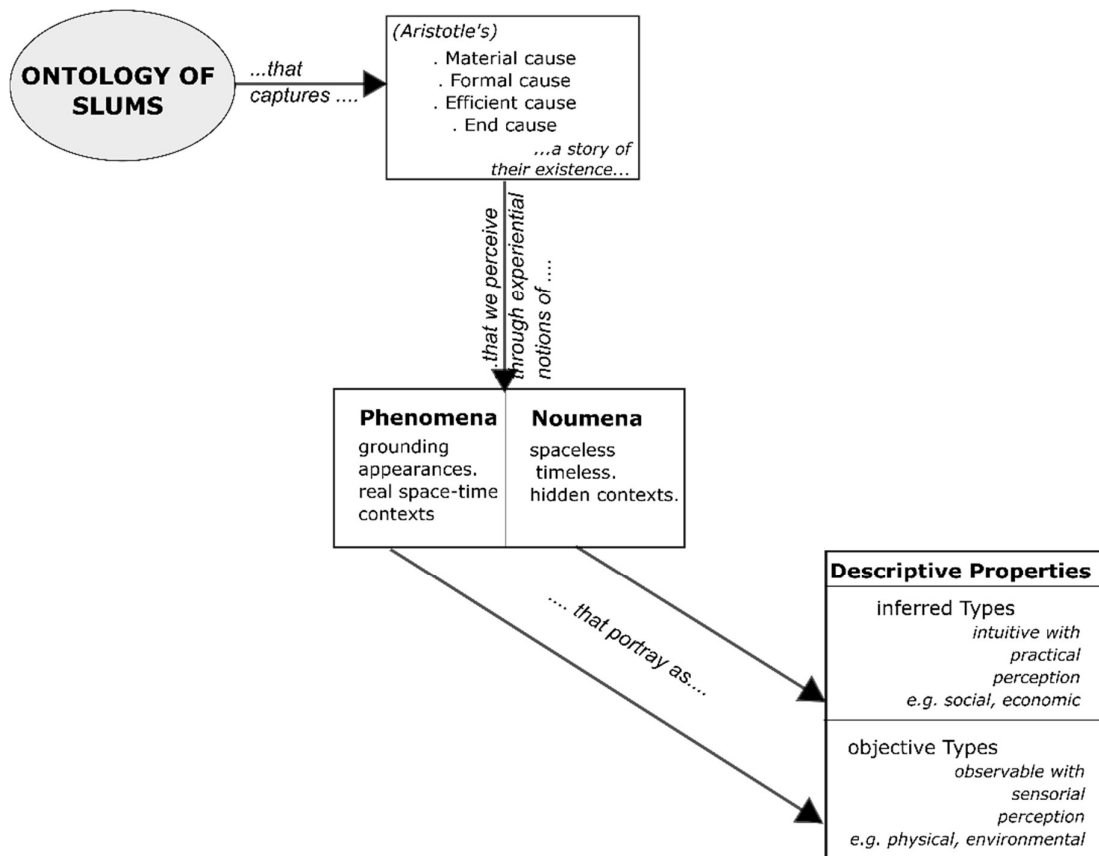 ONTOLOGY OF
SLUMS
...that
captures ....
(Aristotle's)
. Material cause
. Formal cause
. Efficient cause
. End cause
...a story of
their existence...
...that we perceive
through experiential
notions of ....
Phenomena
grounding
appearances.
real space-time
contexts
Noumena
spaceless
timeless.
hidden contexts.
.... that portray as....
Descriptive Properties
inferred Types
intuitive with
practical
perception
e.g. social, economic
objective Types
observable with
sensorial
perception
e.g. physical, environmental